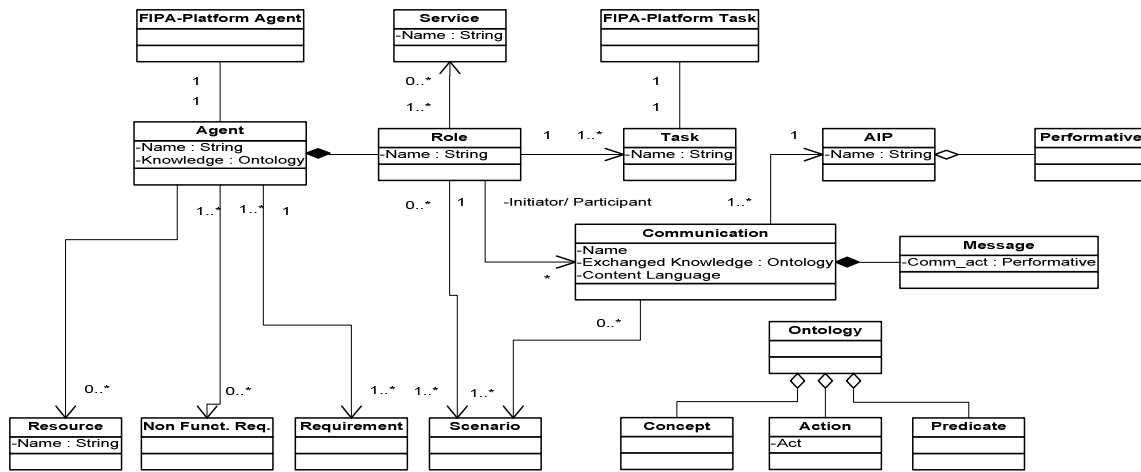 FIPA-Platform Agent
Service
-Name : String
FIPA-Platform Task
1
1
0..*
1..*
1
1
Agent
-Name : String
-Knowledge : Ontology
Role
-Name : String
1
1..*
Task
-Name : String
1
AIP
-Name : String
Performative
1..*
1..*
1
0..*
1
-Initiator/ Participant
1..*
*
Communication
-Name
-Exchanged Knowledge : Ontology
-Content Language
Message
-Comm_act : Performative
0..*
Ontology
0..*
0..*
1..*
1..*
1..*
Resource
-Name : String
Non Funct. Req.
Requirement
Scenario
Concept
Action
-Act
Predicate